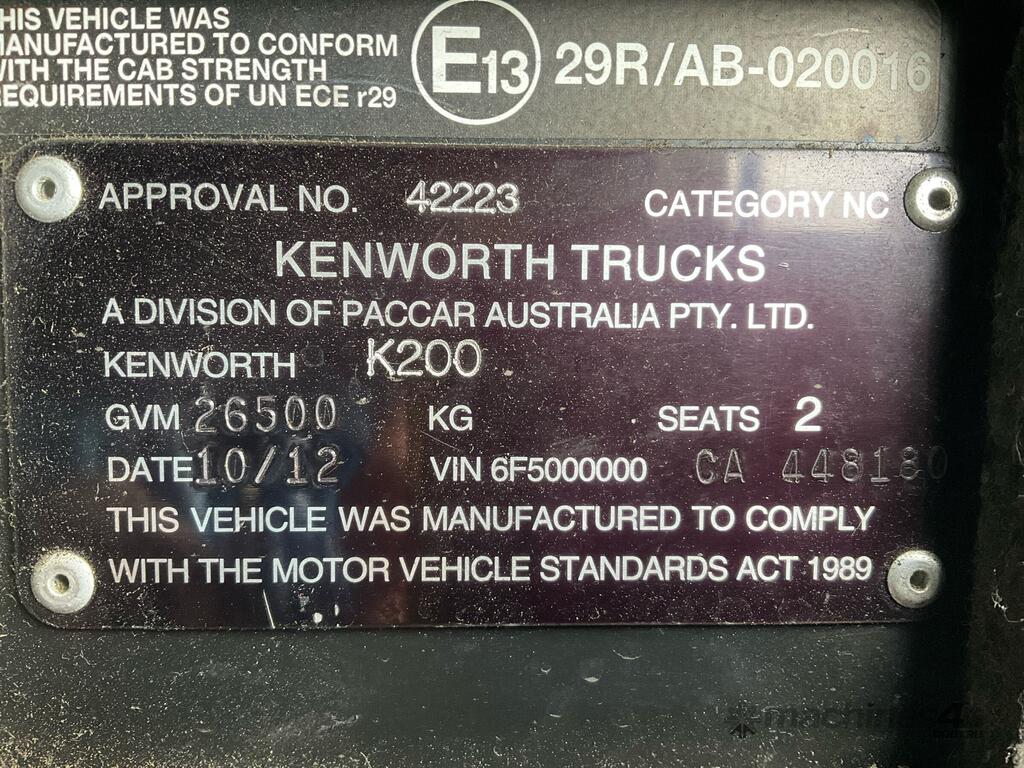 THIS VEHICLE WAS
MANUFACTURED TO CONFORM
WITH THE CAB STRENGTH
REQUIREMENTS OF UN ECE r29
E13 29R/AB-020016
APPROVAL NO. 42223 CATEGORY NC
KENWORTH TRUCKS
A DIVISION OF PACCAR AUSTRALIA PTY. LTD.
KENWORTH K200
GVM 26500 KG SEATS 2
DATE 10/12 VIN 6F5000000 CA 448180
THIS VEHICLE WAS MANUFACTURED TO COMPLY
WITH THE MOTOR VEHICLE STANDARDS ACT 1989